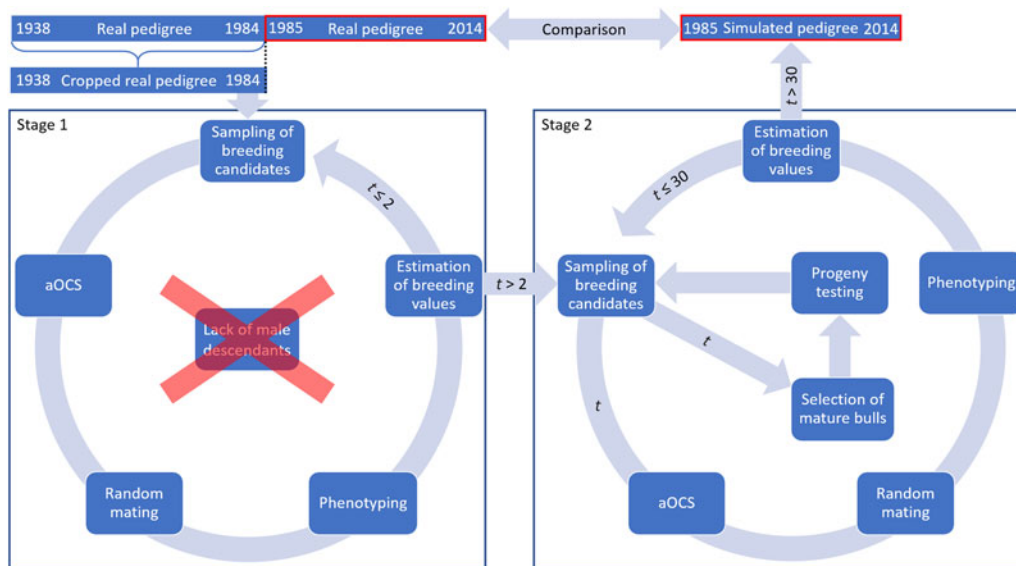 1938 Real pedigree 1984
1985 Real pedigree 2014
Comparison
1985 Simulated pedigree 2014
1938 Cropped real pedigree 1984
Stage 1
Sampling of
breeding
candidates
t ≤ 2
aOCS
Estimation
of breeding
values
Lack of male
descendants
Random
mating
Phenotyping
t > 2
Stage 2
t > 30
Estimation
of breeding
values
t ≤ 30
Sampling of
breeding
candidates
Progeny
testing
Phenotyping
t
Selection of
mature bulls
t
aOCS
Random
mating